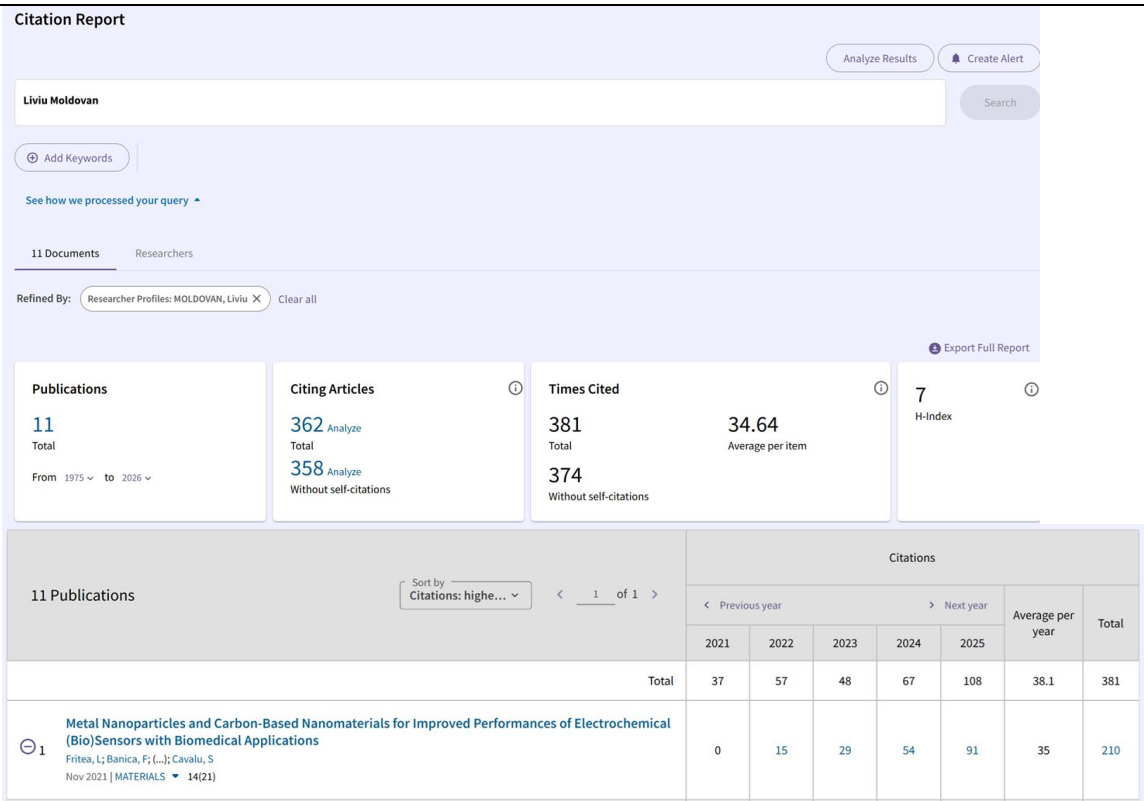 Citation Report
Analyze Results
Create Alert
Liviu Moldovan
Search
Add Keywords
See how we processed your query
11 Documents
Researchers
Refined By:
Researcher Profiles: MOLDOVAN, Liviu
Clear all
Export Full Report
Publications
11
Total
From 1975 to 2026
Citing Articles
362 Analyze
Total
358 Analyze
Without self-citations
Times Cited
381
Total
34.64
Average per item
374
Without self-citations
7
H-Index
11 Publications
Sort by
Citations: highe...
1 of 1
Citations
Previous year
Next year
Average per
year
Total
2021 2022 2023 2024 2025
Total 37 57 48 67 108 38.1 381
1
Metal Nanoparticles and Carbon-Based Nanomaterials for Improved Performances of Electrochemical
(Bio)Sensors with Biomedical Applications
Fritea, L; Banica, F; (...); Cavalu, S
Nov 2021 | MATERIALS 14(21)
0 15 29 54 91 35 210